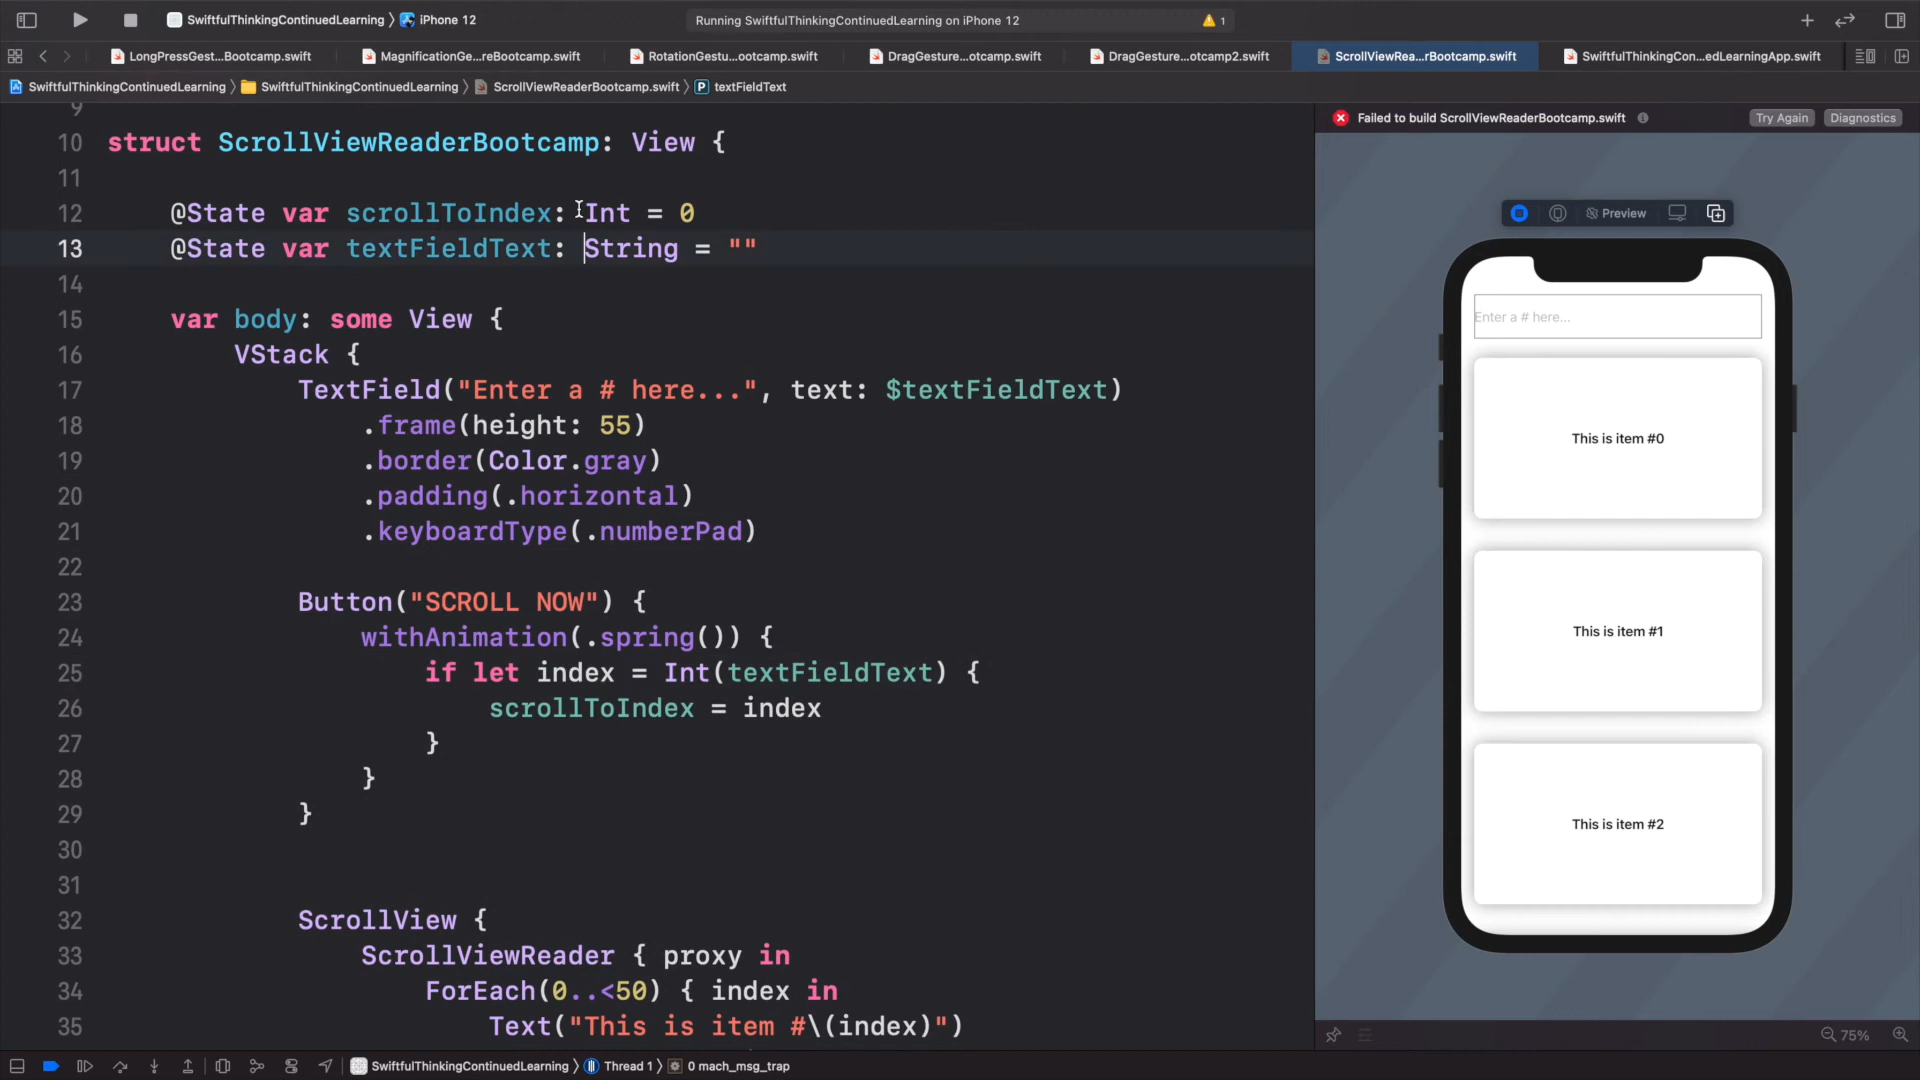 SwiftfulThinkingContinuedLearning 〉 iPhone 12
Running SwiftfulThinkingContinuedLearning on iPhone 12
1
LongPressGest...Bootcamp.swift
MagnificationGe...reBootcamp.swift
RotationGestu...ootcamp.swift
DragGesture...otcamp.swift
DragGesture...otcamp2.swift
ScrollViewRea...rBootcamp.swift
SwiftfulThinkingCon...edLearningApp.swift
SwiftfulThinkingContinuedLearning 〉 SwiftfulThinkingContinuedLearning 〉 ScrollViewReaderBootcamp.swift 〉 P textFieldText
9
10 struct ScrollViewReaderBootcamp: View {
11
12 @State var scrollToIndex: Int = 0
13 @State var textFieldText: String = ""
14
15 var body: some View {
16 VStack {
17 TextField("Enter a # here...", text: $textFieldText)
18 .frame(height: 55)
19 .border(Color.gray)
20 .padding(.horizontal)
21 .keyboardType(.numberPad)
22
23 Button("SCROLL NOW") {
24 withAnimation(.spring()) {
25 if let index = Int(textFieldText) {
26 scrollToIndex = index
27 }
28 }
29 }
30
31
32 ScrollView {
33 ScrollViewReader { proxy in
34 ForEach(0..<50) { index in
35 Text("This is item #\(index)")
Failed to build ScrollViewReaderBootcamp.swift
Try Again
Diagnostics
Preview
Enter a # here...
This is item #0
This is item #1
This is item #2
75%
SwiftfulThinkingContinuedLearning 〉 Thread 1 〉 0 mach_msg_trap